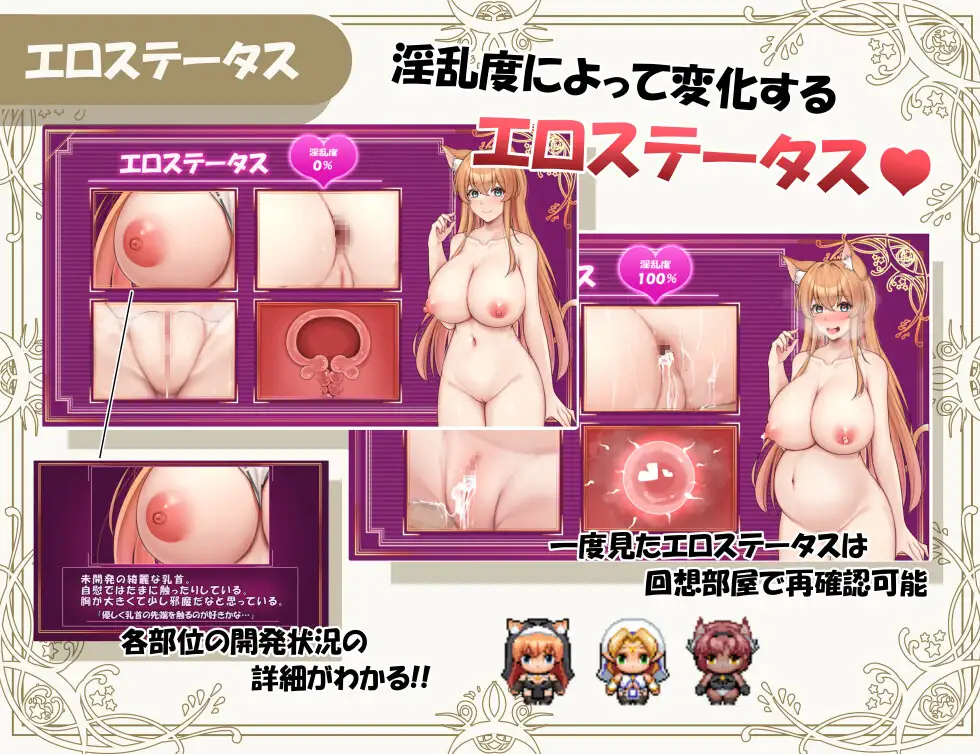 エロステータス
淫乱度によって変化する
エロステータス♥
エロステータス
淫乱度
0%
ス
淫乱度
100%
未開発の綺麗な乳首。
自慰ではたまに触ったりしている。
胸が大きくて少し邪魔だなと思っている。
「優しく乳首の先端を触るのが好きかな…」
各部位の開発状況の
詳細がわかる!!
一度見たエロステータスは
回想部屋で再確認可能